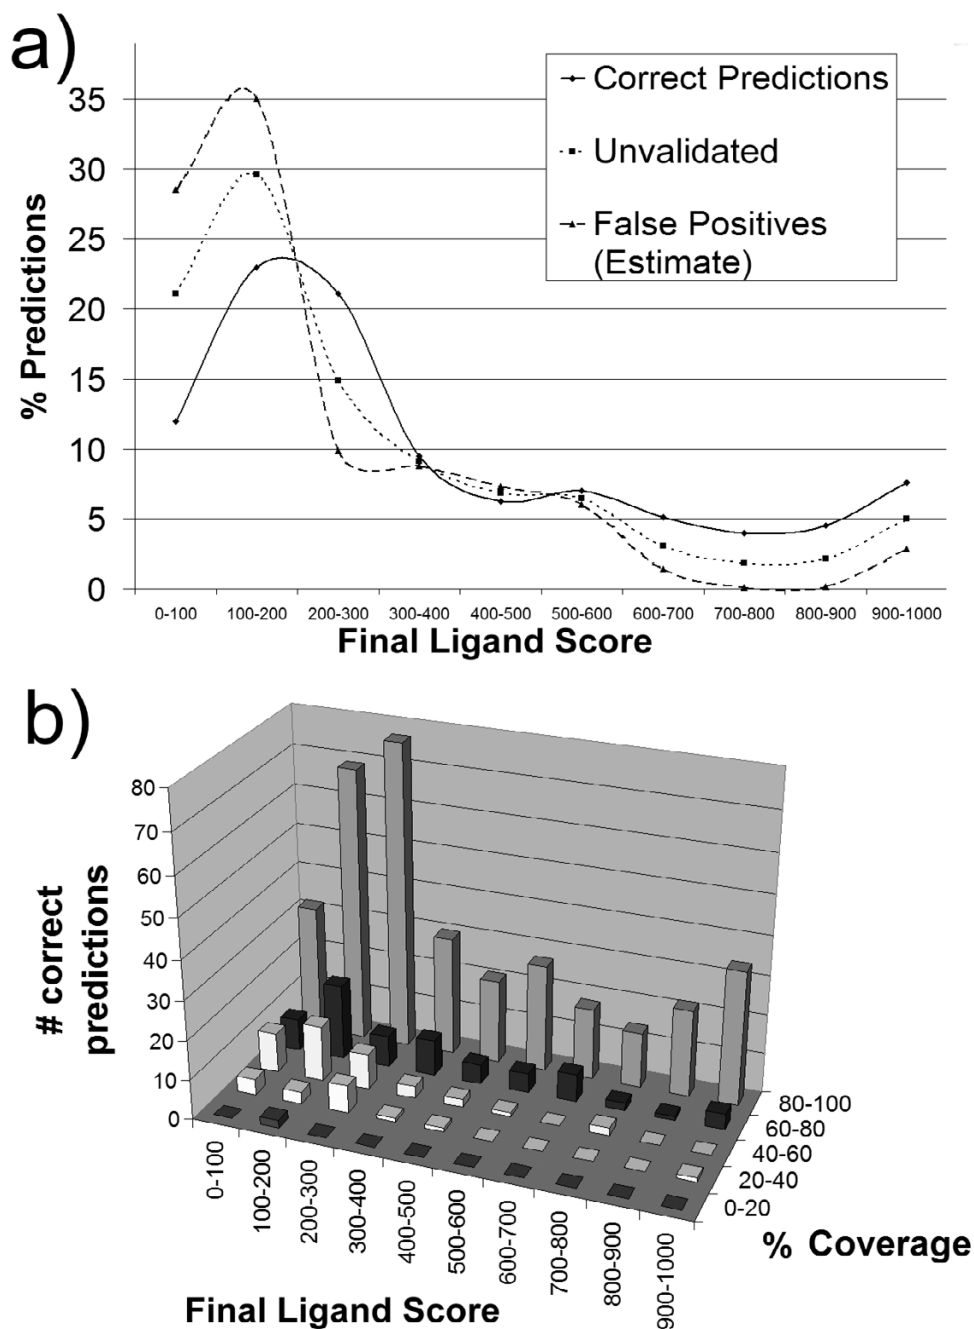 a)
35
30
25
20
15
10
5
0
% Predictions
Correct Predictions
Unvalidated
False Positives
(Estimate)
0-100 100-200 200-300 300-400 400-500 500-600 600-700 700-800 800-900 900-1000
Final Ligand Score
b)
80
70
60
50
40
30
20
10
0
# correct
predictions
80-100
60-80
40-60
20-40
0-20
% Coverage
0-100
100-200
200-300
300-400
400-500
500-600
600-700
700-800
800-900
900-1000
Final Ligand Score